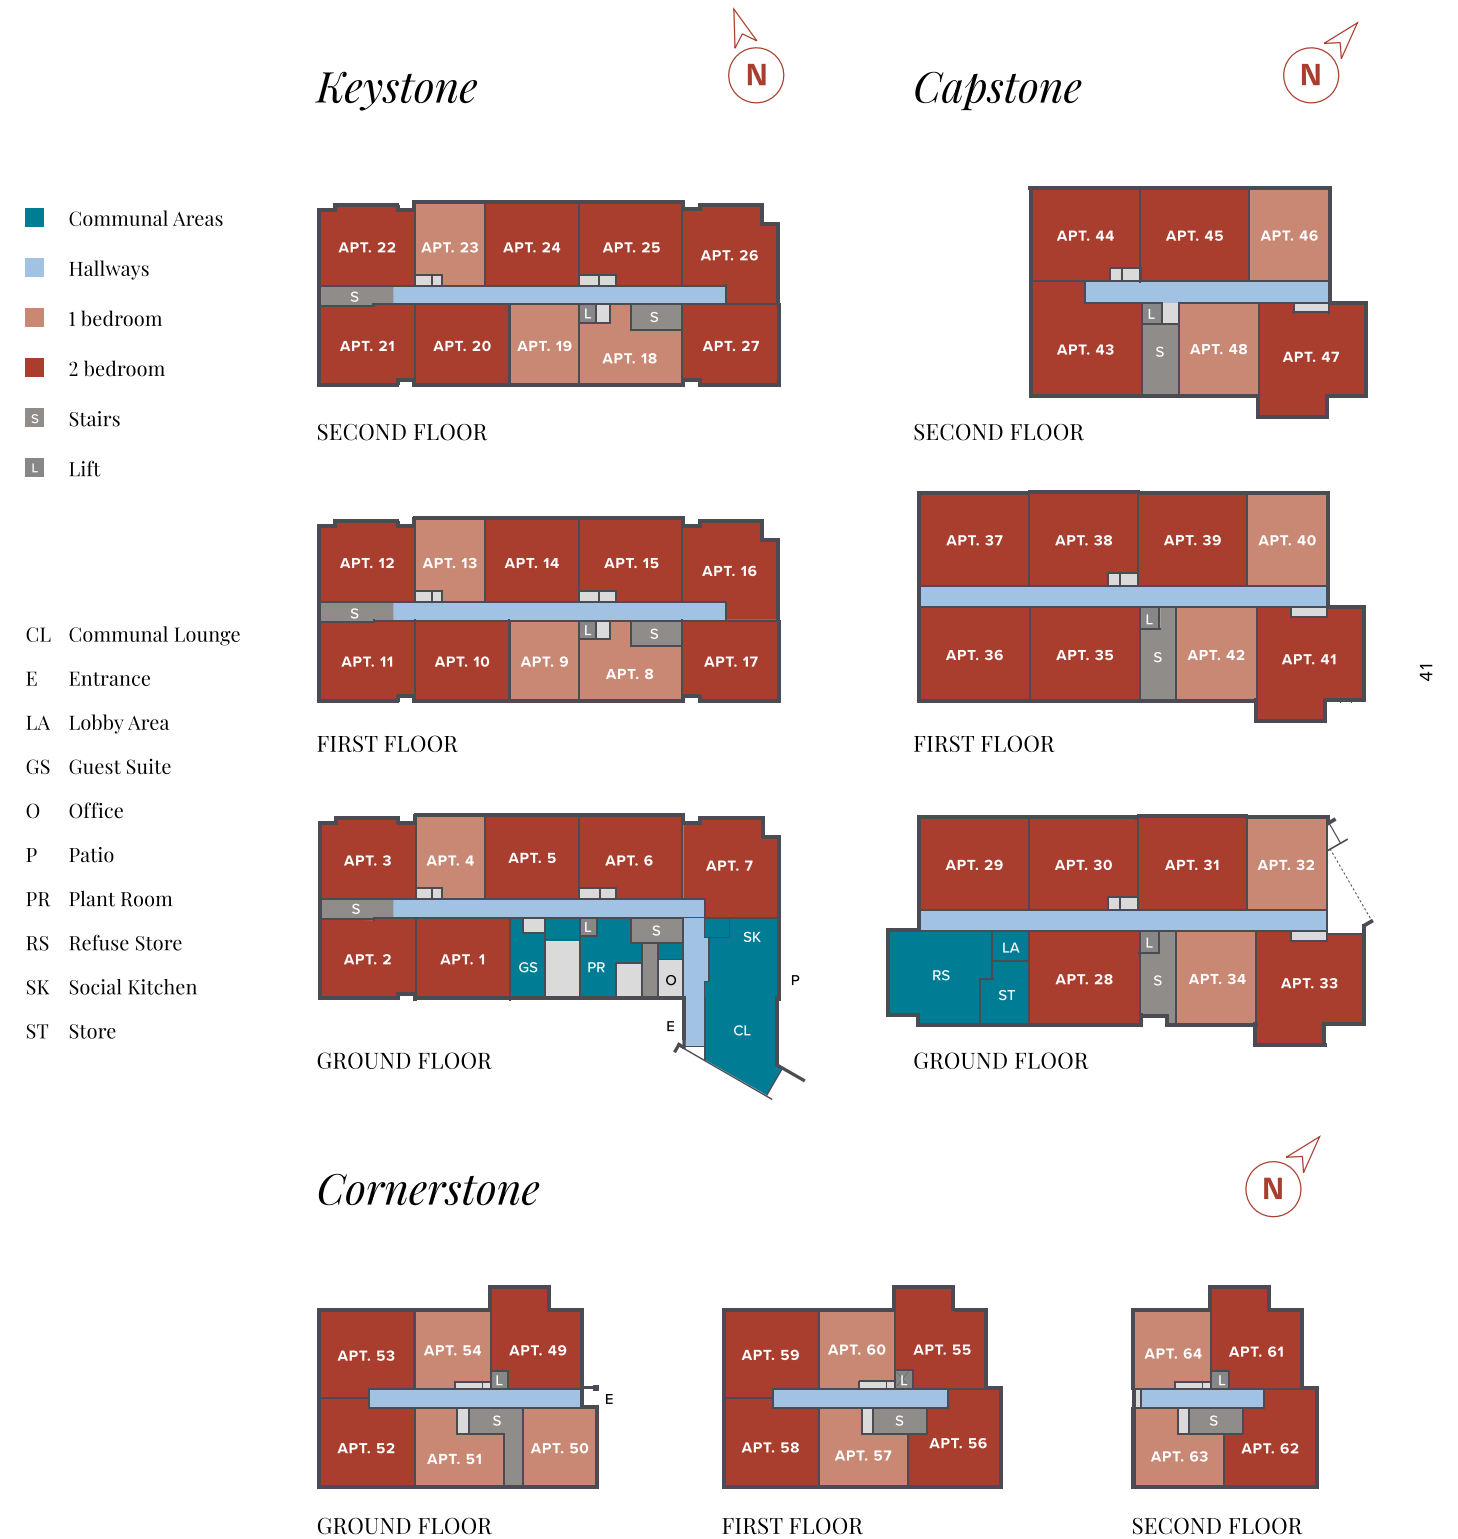 Keystone
N
Capstone
N
Communal Areas
Hallways
1 bedroom
2 bedroom
S Stairs
L Lift
CL Communal Lounge
E Entrance
LA Lobby Area
GS Guest Suite
O Office
P Patio
PR Plant Room
RS Refuse Store
SK Social Kitchen
ST Store
APT. 22 APT. 23 APT. 24 APT. 25 APT. 26
S
L S
APT. 21 APT. 20 APT. 19 APT. 18 APT. 27
SECOND FLOOR
APT. 44 APT. 45 APT. 46
L
APT. 43 S APT. 48 APT. 47
SECOND FLOOR
APT. 12 APT. 13 APT. 14 APT. 15 APT. 16
S
L S
APT. 11 APT. 10 APT. 9 APT. 8 APT. 17
FIRST FLOOR
APT. 37 APT. 38 APT. 39 APT. 40
L
APT. 36 APT. 35 S APT. 42 APT. 41
FIRST FLOOR
41
APT. 3 APT. 4 APT. 5 APT. 6 APT. 7
S
L S SK
APT. 2 APT. 1 GS PR O P
E CL
GROUND FLOOR
APT. 29 APT. 30 APT. 31 APT. 32
LA L
RS ST APT. 28 S APT. 34 APT. 33
GROUND FLOOR
Cornerstone
N
APT. 53 APT. 54 APT. 49
L
E
S
APT. 52 APT. 51 APT. 50
GROUND FLOOR
APT. 59 APT. 60 APT. 55
L
S
APT. 58 APT. 57 APT. 56
FIRST FLOOR
APT. 64 APT. 61
L
S
APT. 63 APT. 62
SECOND FLOOR